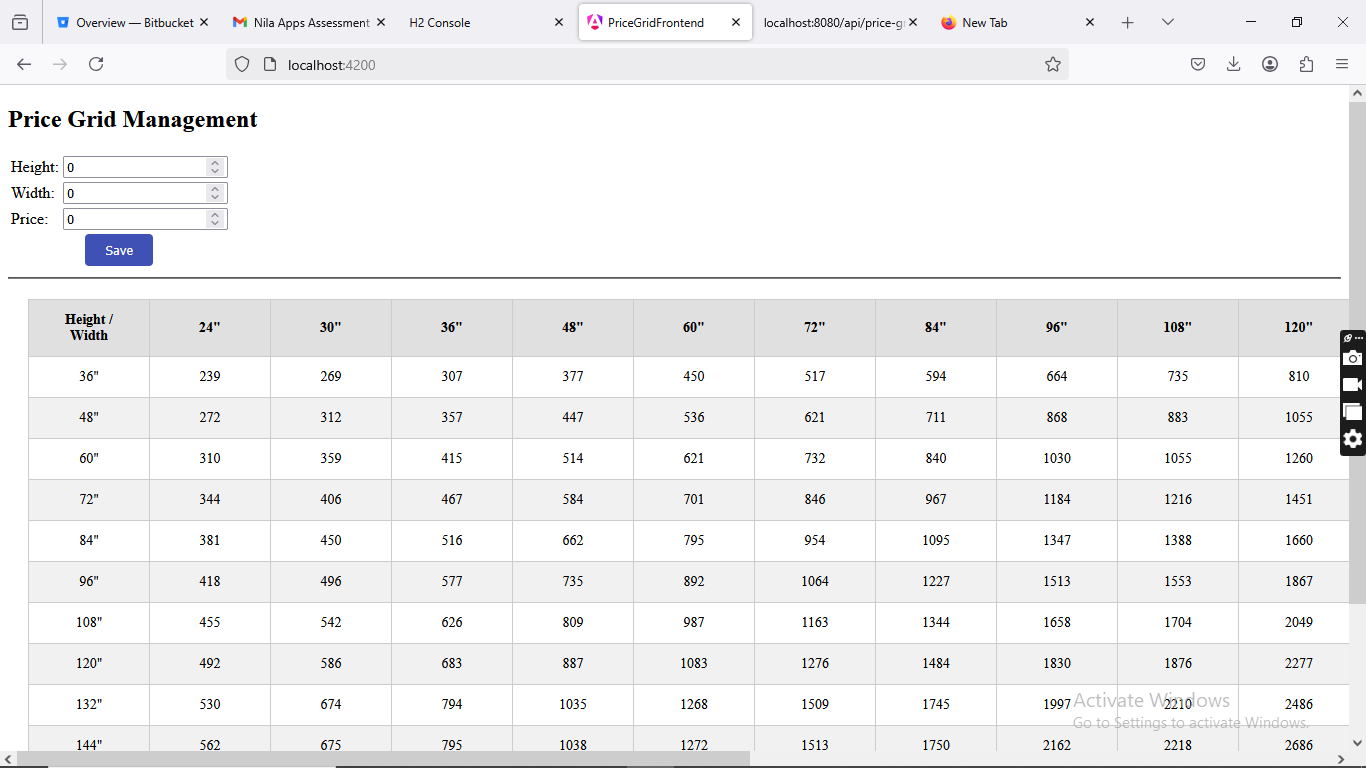 Overview — Bitbucket
Nila Apps Assessment
H2 Console
PriceGridFrontend
localhost:8080/api/price-g
New Tab
localhost:4200
Price Grid Management
Height: 0
Width: 0
Price: 0
Save
Height / Width 24" 30" 36" 48" 60" 72" 84" 96" 108" 120"
36" 239 269 307 377 450 517 594 664 735 810
48" 272 312 357 447 536 621 711 868 883 1055
60" 310 359 415 514 621 732 840 1030 1055 1260
72" 344 406 467 584 701 846 967 1184 1216 1451
84" 381 450 516 662 795 954 1095 1347 1388 1660
96" 418 496 577 735 892 1064 1227 1513 1553 1867
108" 455 542 626 809 987 1163 1344 1658 1704 2049
120" 492 586 683 887 1083 1276 1484 1830 1876 2277
132" 530 674 794 1035 1268 1509 1745 1997 2210 2486
144" 562 675 795 1038 1272 1513 1750 2162 2218 2686
Activate Windows
Go to Settings to activate Windows.